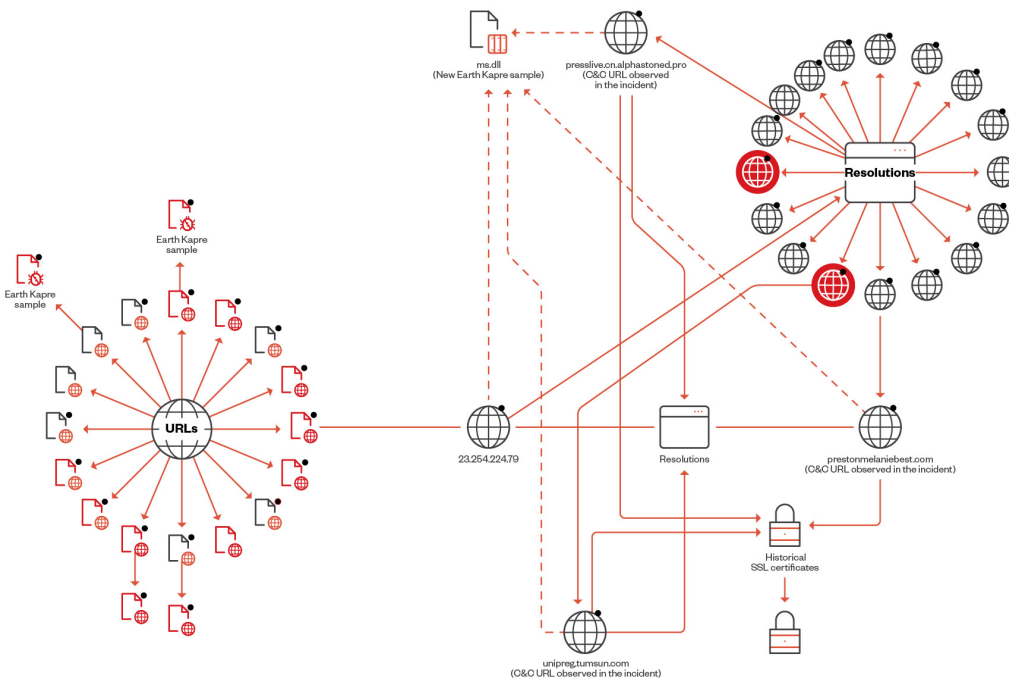 ms.dll
(New Earth Kapre sample)
presslive.cn.alphastoned.pro
(C&C URL observed
in the incident)
Resolutions
Earth Kapre
sample
Earth Kapre
sample
URLs
23.254.224.79
Resolutions
prestonmelaniebest.com
(C&C URL observed in the incident)
Historical
SSL certificates
unipreg.tumsun.com
(C&C URL observed in the incident)